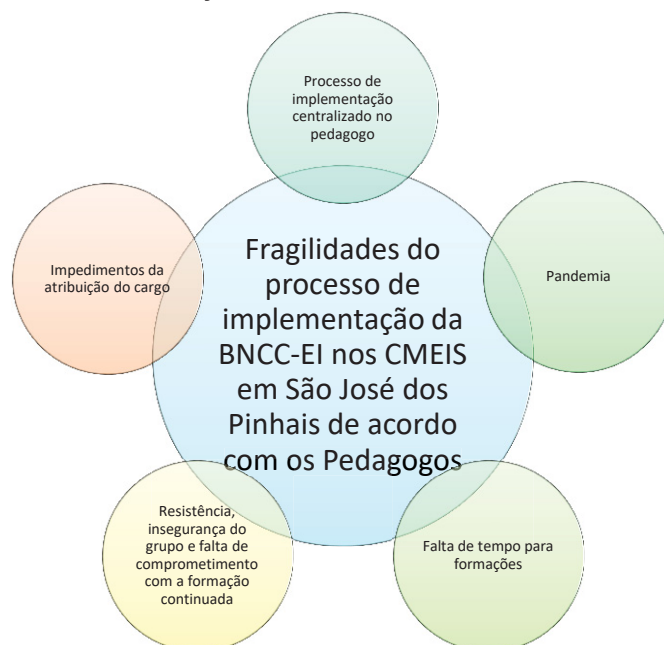 Processo de
implementação
centralizado no
pedagogo
Impedimentos da
atribuição do cargo
Fragilidades do
processo de
implementação da
BNCC-EI nos CMEIS
em São José dos
Pinhais de acordo
com os Pedagogos
Pandemia
Resistência,
insegurança do
grupo e falta de
comprometimento
com a formação
continuada
Falta de tempo para
formações